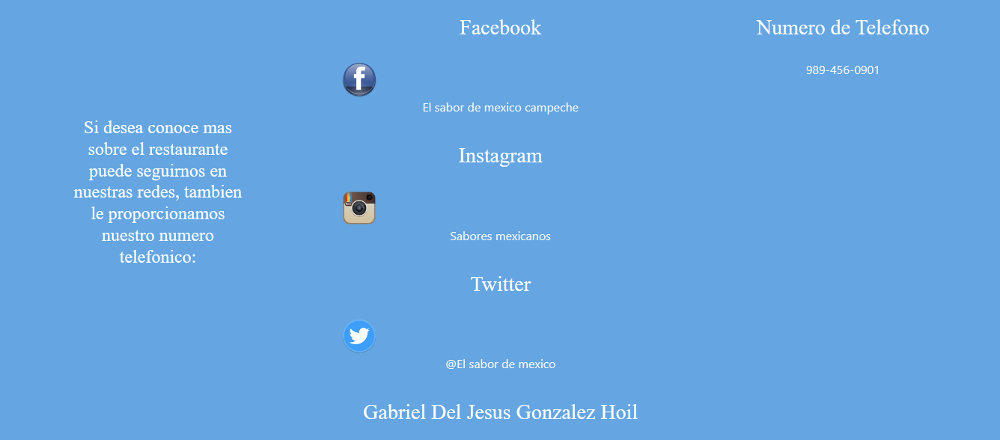 Si desea conoce mas
sobre el restaurante
puede seguirnos en
nuestras redes, tambien
le proporcionamos
nuestro numero
telefonico:
Facebook
f
El sabor de mexico campeche
Instagram
Sabores mexicanos
Twitter
@El sabor de mexico
Gabriel Del Jesus Gonzalez Hoil
Numero de Telefono
989-456-0901